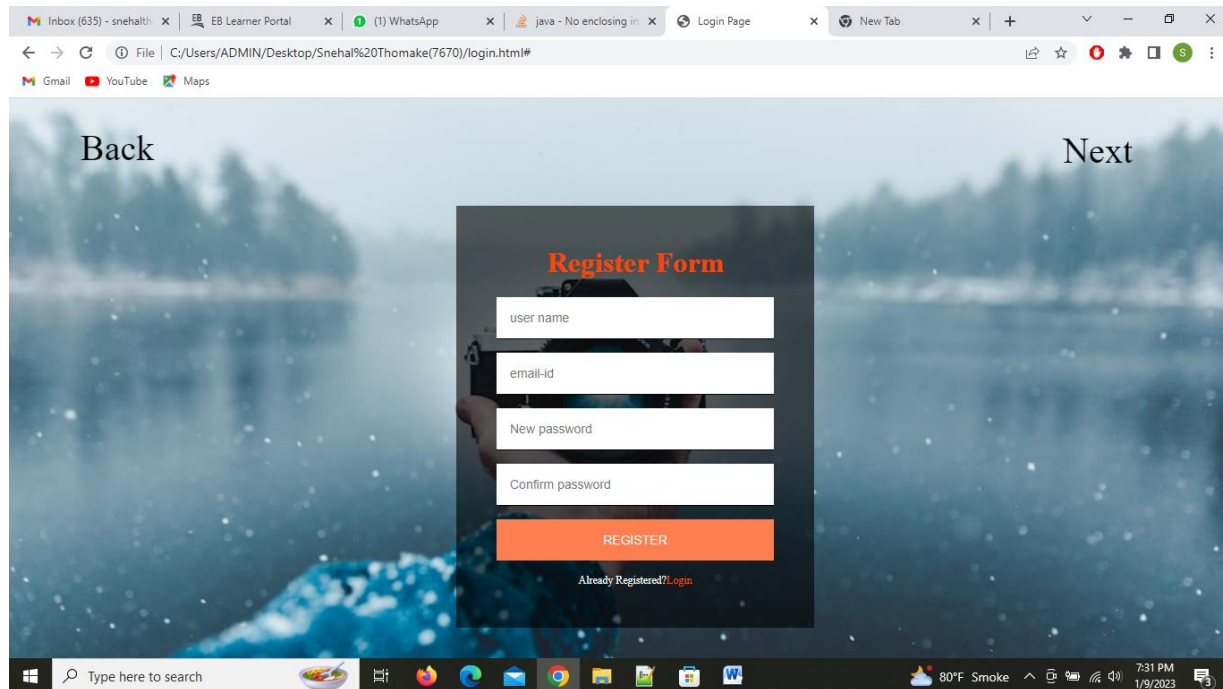 Inbox (635) - snehalth
EB Learner Portal
(1) WhatsApp
java - No enclosing in
Login Page
New Tab
File
C:/Users/ADMIN/Desktop/Snehal%20Thomake(7670)/login.html#
S
Gmail
YouTube
Maps
Back
Next
Register Form
user name
email-id
New password
Confirm password
REGISTER
Already Registered?Login
Type here to search
80°F Smoke
7:31 PM
1/9/2023
3